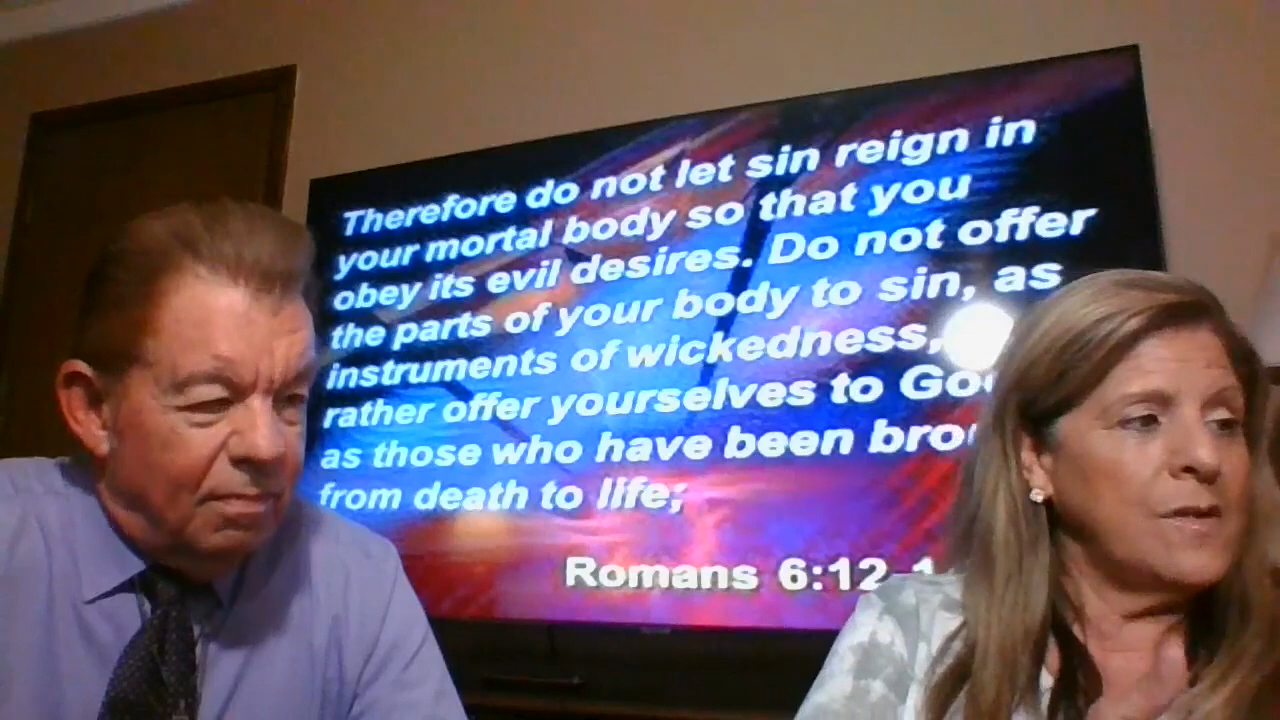 Therefore do not let sin reign in
your mortal body so that you
obey its evil desires. Do not offer
the parts of your body to sin, as
instruments of wickedness,
rather offer yourselves to
as those who have been
from death to life;
Romans 6:12